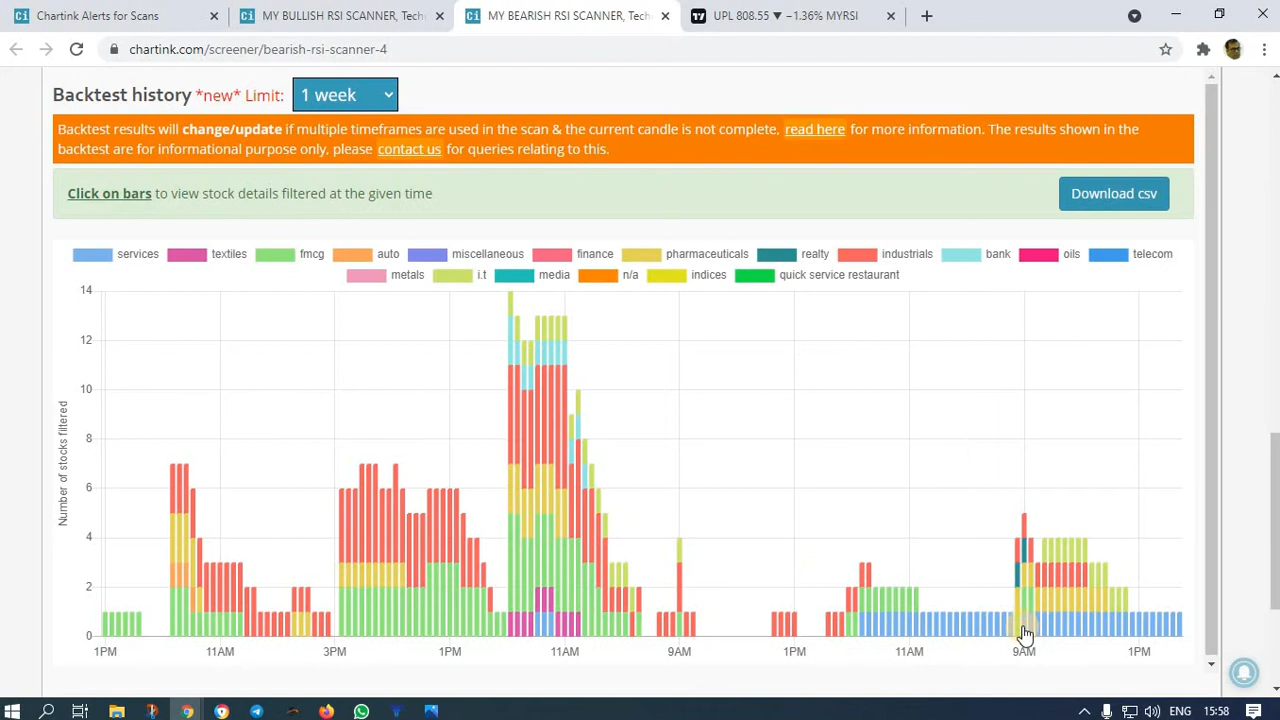 Chartink Alerts for Scans
MY BULLISH RSI SCANNER, Tech
MY BEARISH RSI SCANNER, Tech
UPL 808.55 ▼ −1.36% MYRSI
chartink.com/screener/bearish-rsi-scanner-4
Backtest history *new* Limit: 1 week
Backtest results will change/update if multiple timeframes are used in the scan & the current candle is not complete, read here for more information. The results shown in the
backtest are for informational purpose only, please contact us for queries relating to this.
Click on bars to view stock details filtered at the given time
Download csv
services textiles fmcg auto miscellaneous finance pharmaceuticals realty industrials bank oils telecom
metals i.t media n/a indices quick service restaurant
Number of stocks filtered
14
12
10
8
6
4
2
0
1PM 11AM 3PM 1PM 11AM 9AM 1PM 11AM 9AM 1PM
ENG 15:58